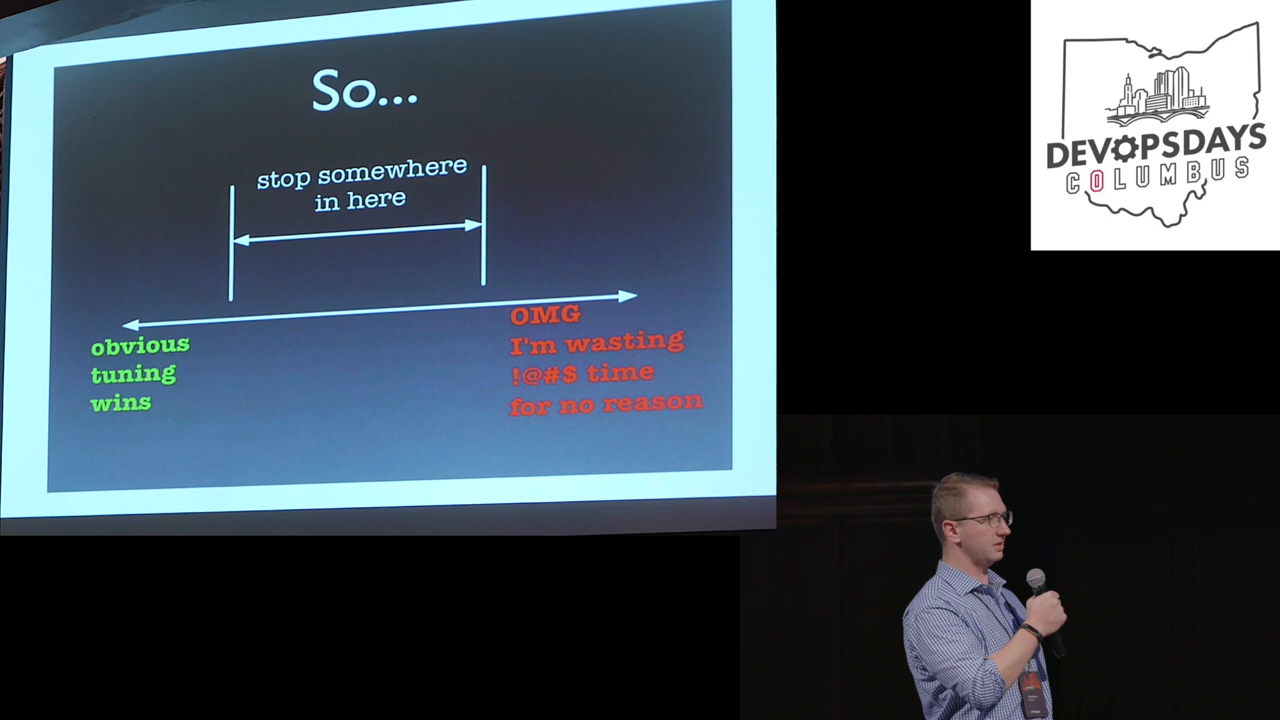 So...
stop somewhere
in here
obvious
tuning
wins
OMG
I'm wasting
!@#$ time
for no reason
DEVOPSDAYS
COLUMBUS